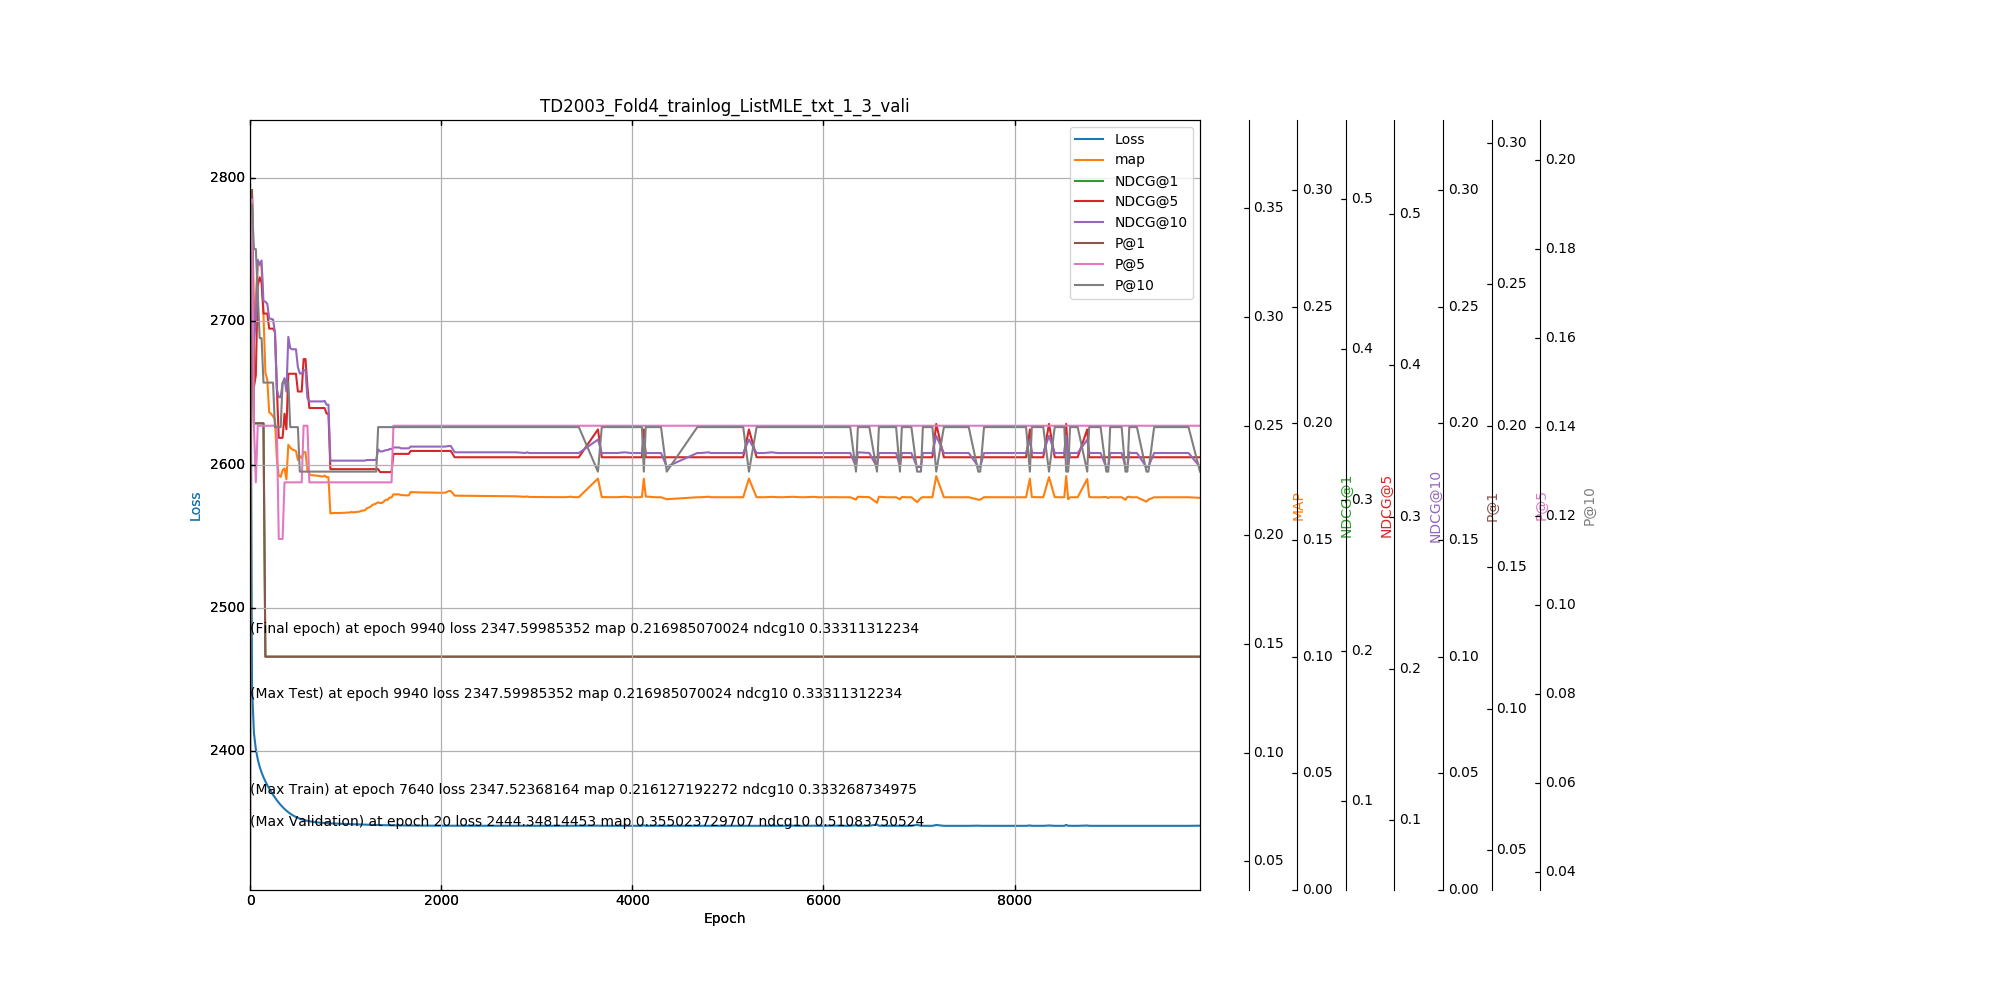 TD2003_Fold4_trainlog_ListMLE_txt_1_3_vali
Loss
map
NDCG@1
NDCG@5
NDCG@10
P@1
P@5
P@10
2800
2700
2600
2500
2400
Loss
(Final epoch) at epoch 9940 loss 2347.59985352 map 0.216985070024 ndcg10 0.33311312234
(Max Test) at epoch 9940 loss 2347.59985352 map 0.216985070024 ndcg10 0.33311312234
(Max Train) at epoch 7640 loss 2347.52368164 map 0.216127192272 ndcg10 0.333268734975
(Max Validation) at epoch 20 loss 2444.34814453 map 0.355023729707 ndcg10 0.51083750524
0 2000 4000 6000 8000
Epoch
0.35
0.30
0.25
0.20
0.15
0.10
0.05
MAP
0.30
0.25
0.20
0.15
0.10
0.05
0.00
NDCG@1
0.5
0.4
0.3
0.2
0.1
NDCG@5
0.5
0.4
0.3
0.2
0.1
NDCG@10
0.30
0.25
0.20
0.15
0.10
0.05
0.00
P@1
0.30
0.25
0.20
0.15
0.10
0.05
P@5
0.20
0.18
0.16
0.14
0.12
0.10
0.08
0.06
0.04
P@10